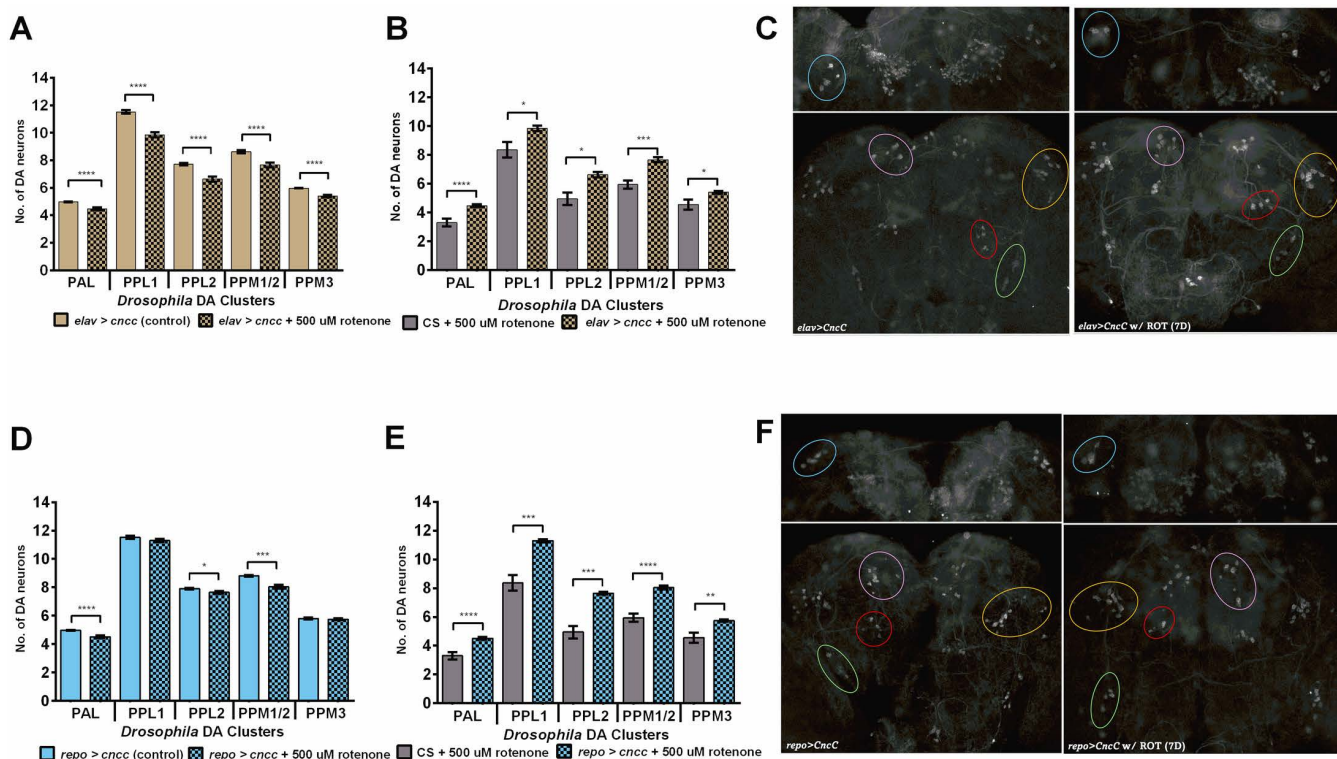 A
14
12
10
8
6
4
2
0
No. of DA neurons
****
****
****
****
****
PAL PPL1 PPL2 PPM1/2 PPM3
Drosophila DA Clusters
elav > cncc (control) elav > cncc + 500 uM rotenone
B
14
12
10
8
6
4
2
0
No. of DA neurons
****
*
*
***
*
PAL PPL1 PPL2 PPM1/2 PPM3
Drosophila DA Clusters
CS + 500 uM rotenone elav > cncc + 500 uM rotenone
C
elav>CncC
elav>CncC w/ ROT (7D)
D
14
12
10
8
6
4
2
0
No. of DA neurons
****
*
***
PAL PPL1 PPL2 PPM1/2 PPM3
Drosophila DA Clusters
repo > cncc (control) repo > cncc + 500 uM rotenone
E
14
12
10
8
6
4
2
0
No. of DA neurons
****
***
***
****
**
PAL PPL1 PPL2 PPM1/2 PPM3
Drosophila DA Clusters
CS + 500 uM rotenone repo > cncc + 500 uM rotenone
F
repo>CncC
repo>CncC w/ ROT (7D)